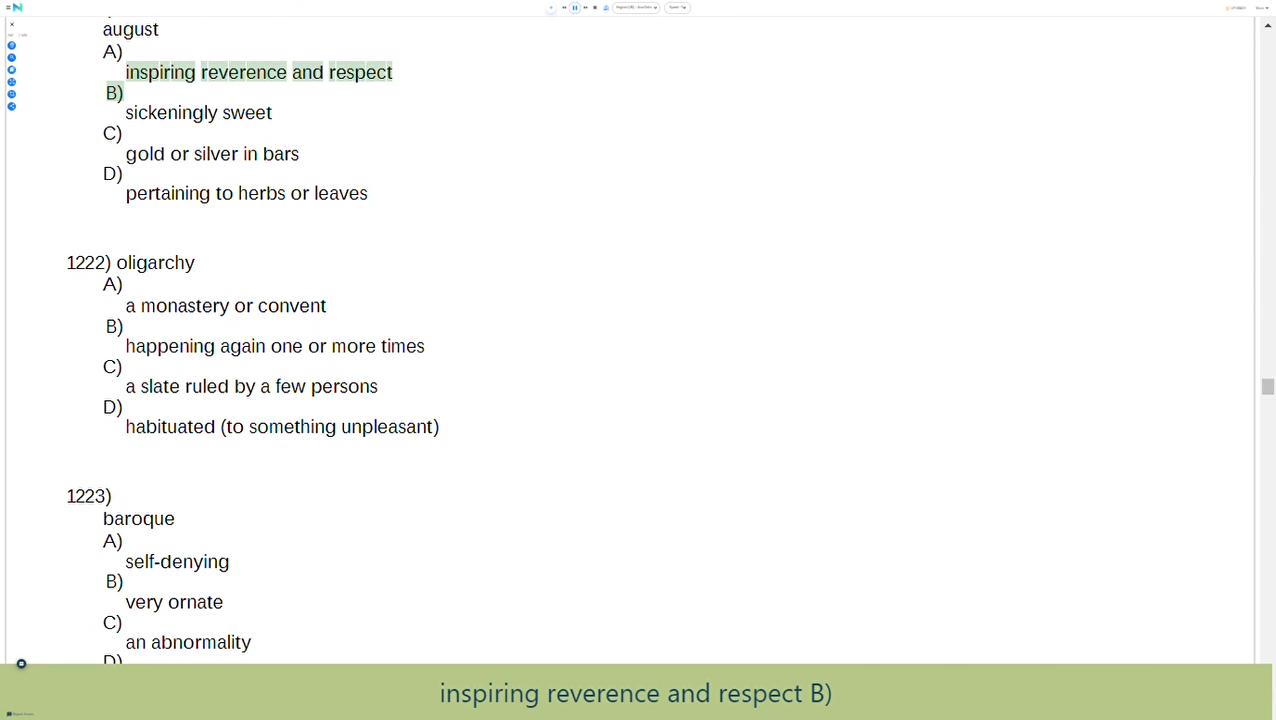 august
A)
inspiring reverence and respect
B)
sickeningly sweet
C)
gold or silver in bars
D)
pertaining to herbs or leaves
1222) oligarchy
A)
a monastery or convent
B)
happening again one or more times
C)
a slate ruled by a few persons
D)
habituated (to something unpleasant)
1223)
baroque
A)
self-denying
B)
very ornate
C)
an abnormality
D)
inspiring reverence and respect B)